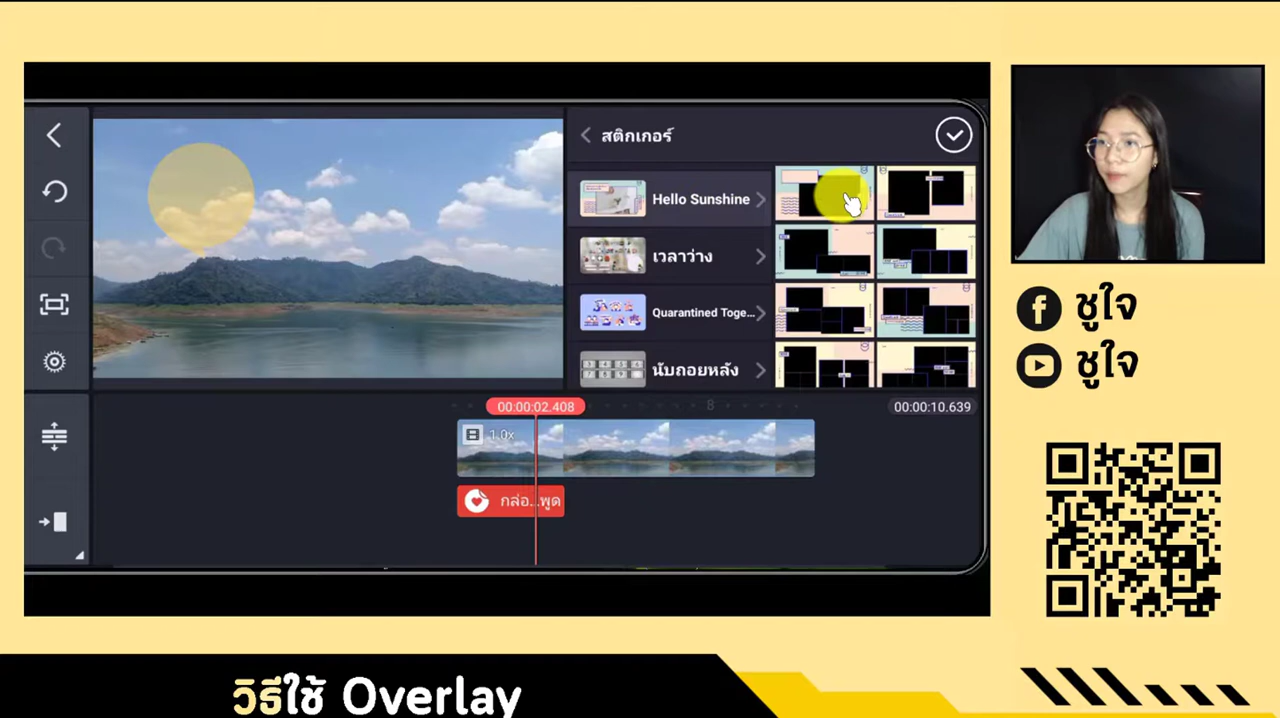 สติกเกอร์
Hello Sunshine
เวลาว่าง
Quarantined Toge...
นับถอยหลัง
00:00:02.408
8
00:00:10.639
1.0x
กล่อ...พูด
ชูใจ
ชูใจ
วิธีใช้ Overlay